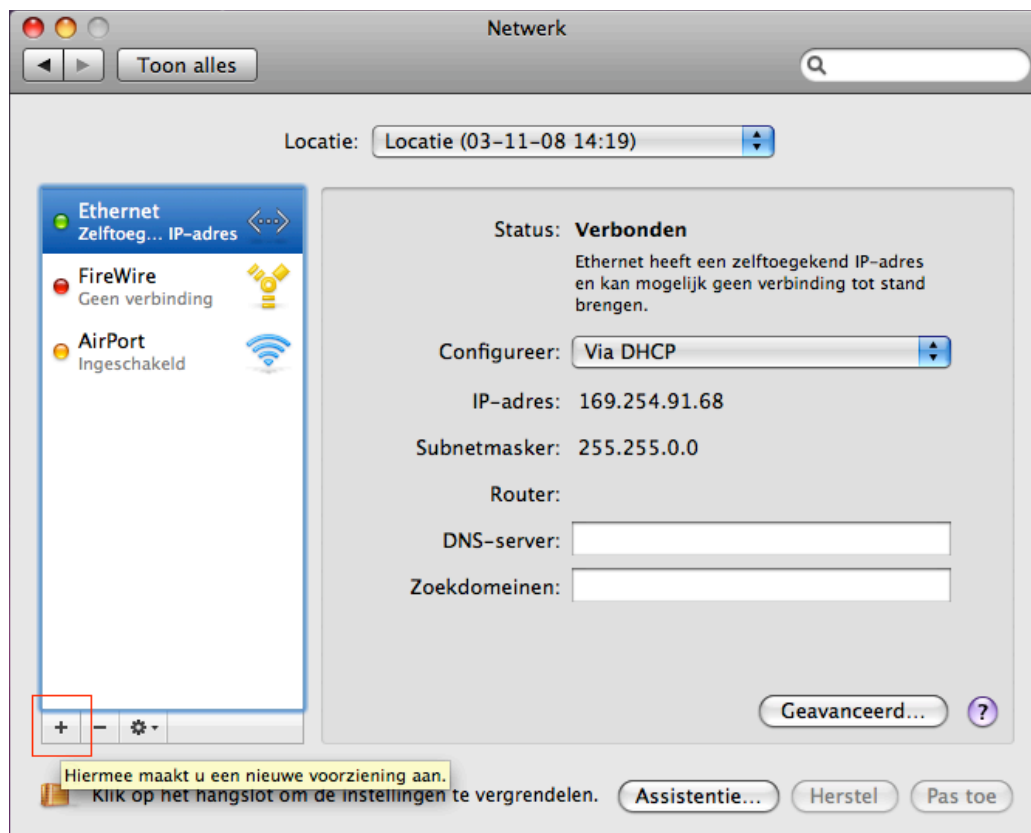 Netwerk
Toon alles
Locatie: Locatie (03-11-08 14:19)
Ethernet
Zelftoeg... IP-adres
FireWire
Geen verbinding
AirPort
Ingeschakeld
Status: Verbonden
Ethernet heeft een zelftoegekend IP-adres
en kan mogelijk geen verbinding tot stand
brengen.
Configureer: Via DHCP
IP-adres: 169.254.91.68
Subnetmasker: 255.255.0.0
Router:
DNS-server:
Zoekdomeinen:
Geavanceerd... ?
Hiermee maakt u een nieuwe voorziening aan.
Klik op het hangslot om de instellingen te vergrendelen.
Assistentie... Herstel Pas toe